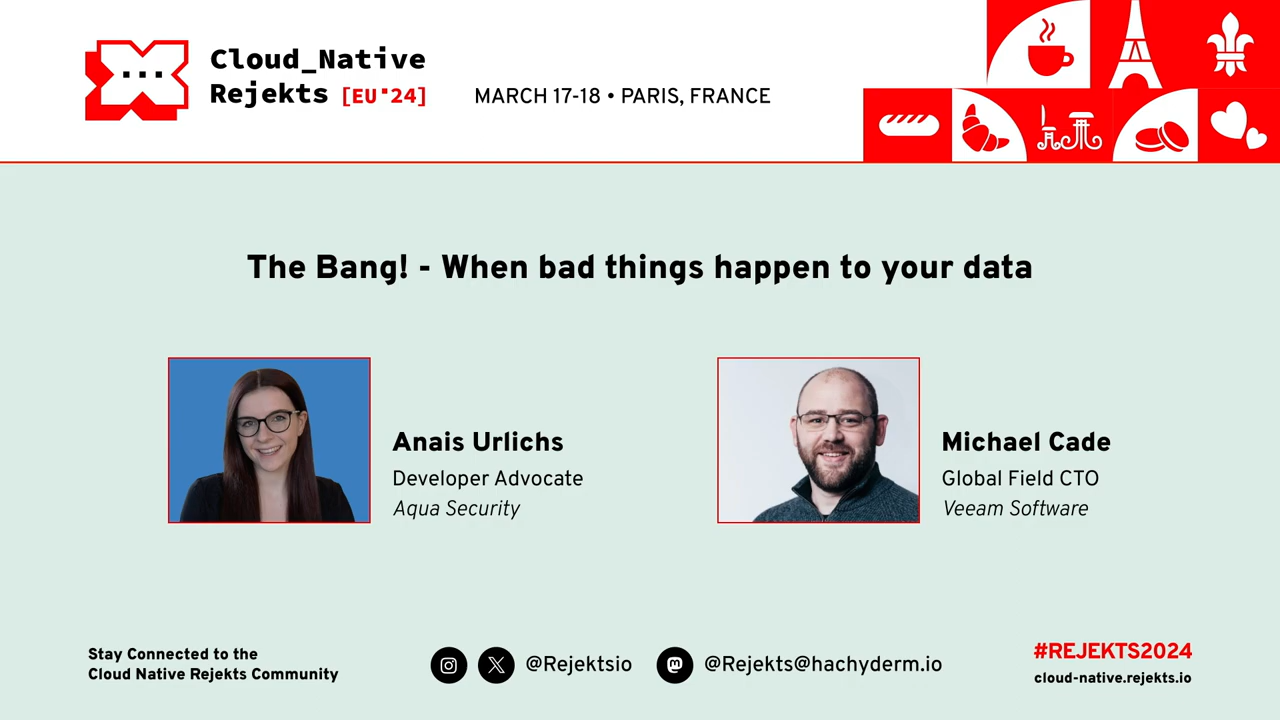 Cloud_Native
Rejekts [EU'24]
MARCH 17-18 • PARIS, FRANCE
The Bang! - When bad things happen to your data
Anais Urlichs
Developer Advocate
Aqua Security
Michael Cade
Global Field CTO
Veeam Software
Stay Connected to the
Cloud Native Rejekts Community
@Rejektsio
@Rejekts@hachyderm.io
#REJEKTS2024
cloud-native.rejekts.io